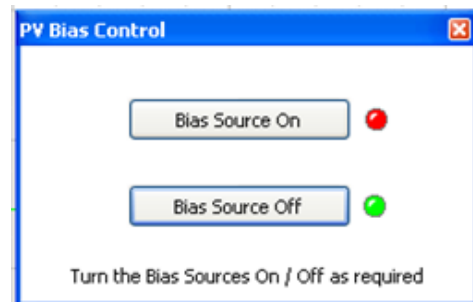 PV Bias Control
Bias Source On
Bias Source Off
Turn the Bias Sources On / Off as required